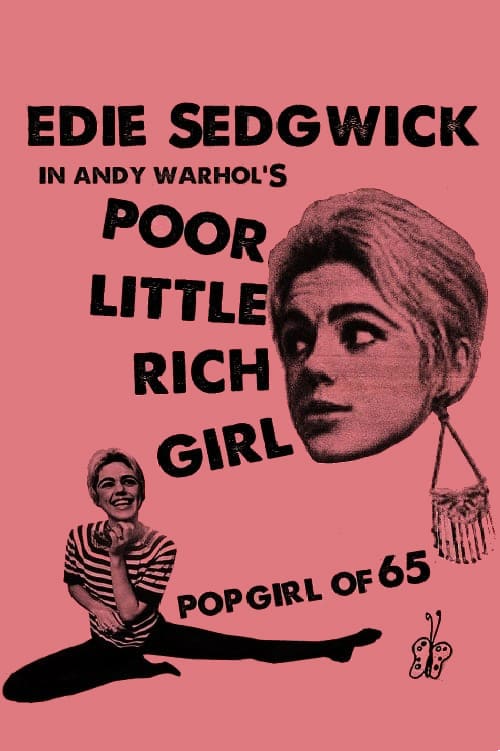 EDIE SEDGWICK
IN ANDY WARHOL'S
POOR
LITTLE
RICH
GIRL
POPGIRL OF 65